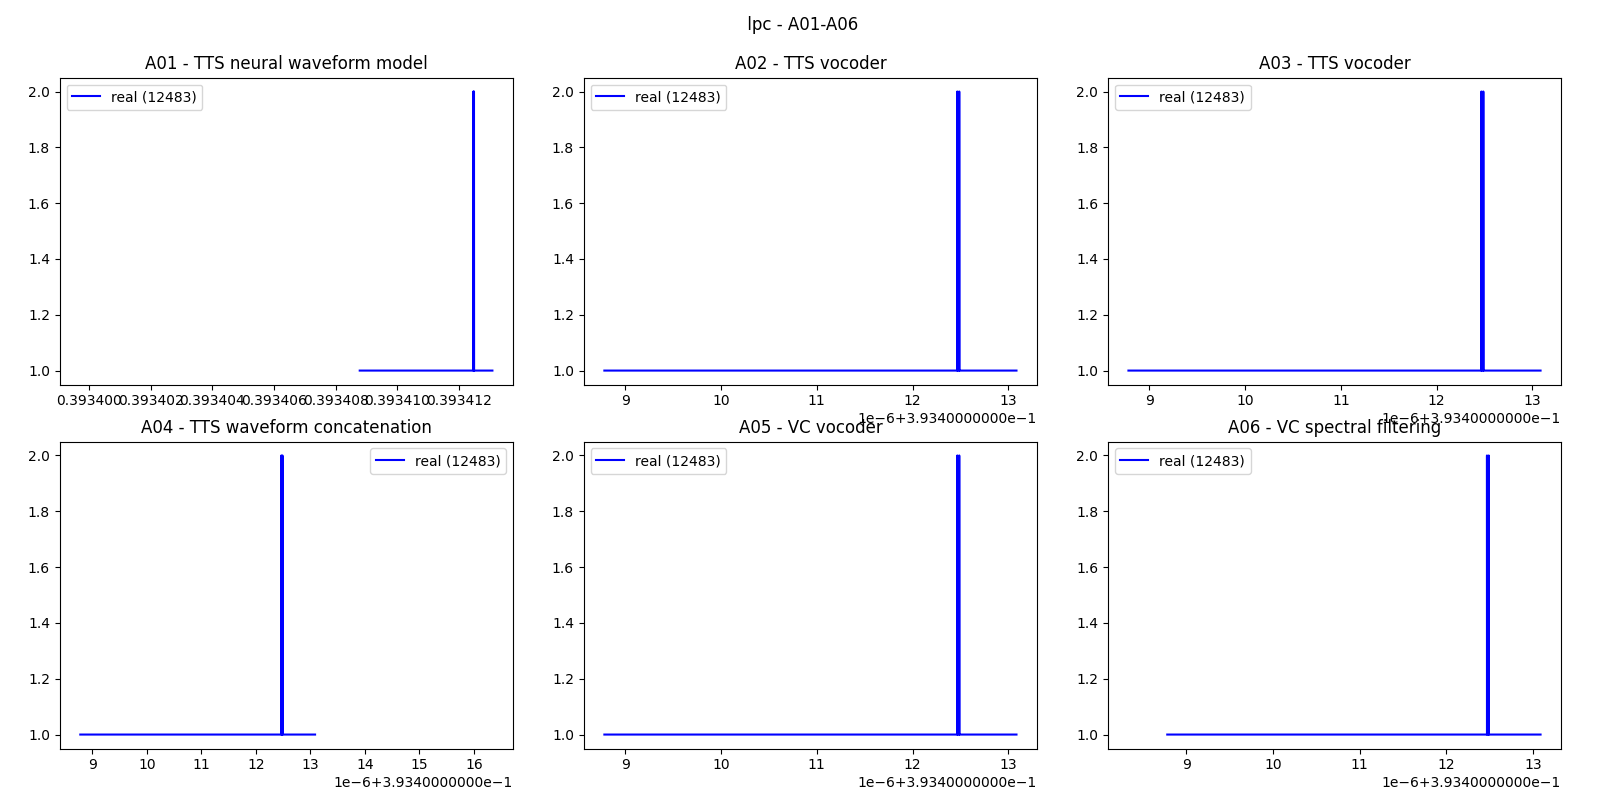 lpc - A01-A06
A01 - TTS neural waveform model
A02 - TTS vocoder
A03 - TTS vocoder
2.0
1.8
1.6
1.4
1.2
1.0
real (12483)
0.393400 0.393402 0.393404 0.393406 0.393408 0.393410 0.393412
2.0
1.8
1.6
1.4
1.2
1.0
real (12483)
9 10 11 12 13
1e−6+3.9340000000e−1
2.0
1.8
1.6
1.4
1.2
1.0
real (12483)
9 10 11 12 13
1e−6+3.9340000000e−1
A04 - TTS waveform concatenation
A05 - VC vocoder
A06 - VC spectral filtering
2.0
1.8
1.6
1.4
1.2
1.0
real (12483)
9 10 11 12 13 14 15 16
1e−6+3.9340000000e−1
2.0
1.8
1.6
1.4
1.2
1.0
real (12483)
9 10 11 12 13
1e−6+3.9340000000e−1
2.0
1.8
1.6
1.4
1.2
1.0
real (12483)
9 10 11 12 13
1e−6+3.9340000000e−1